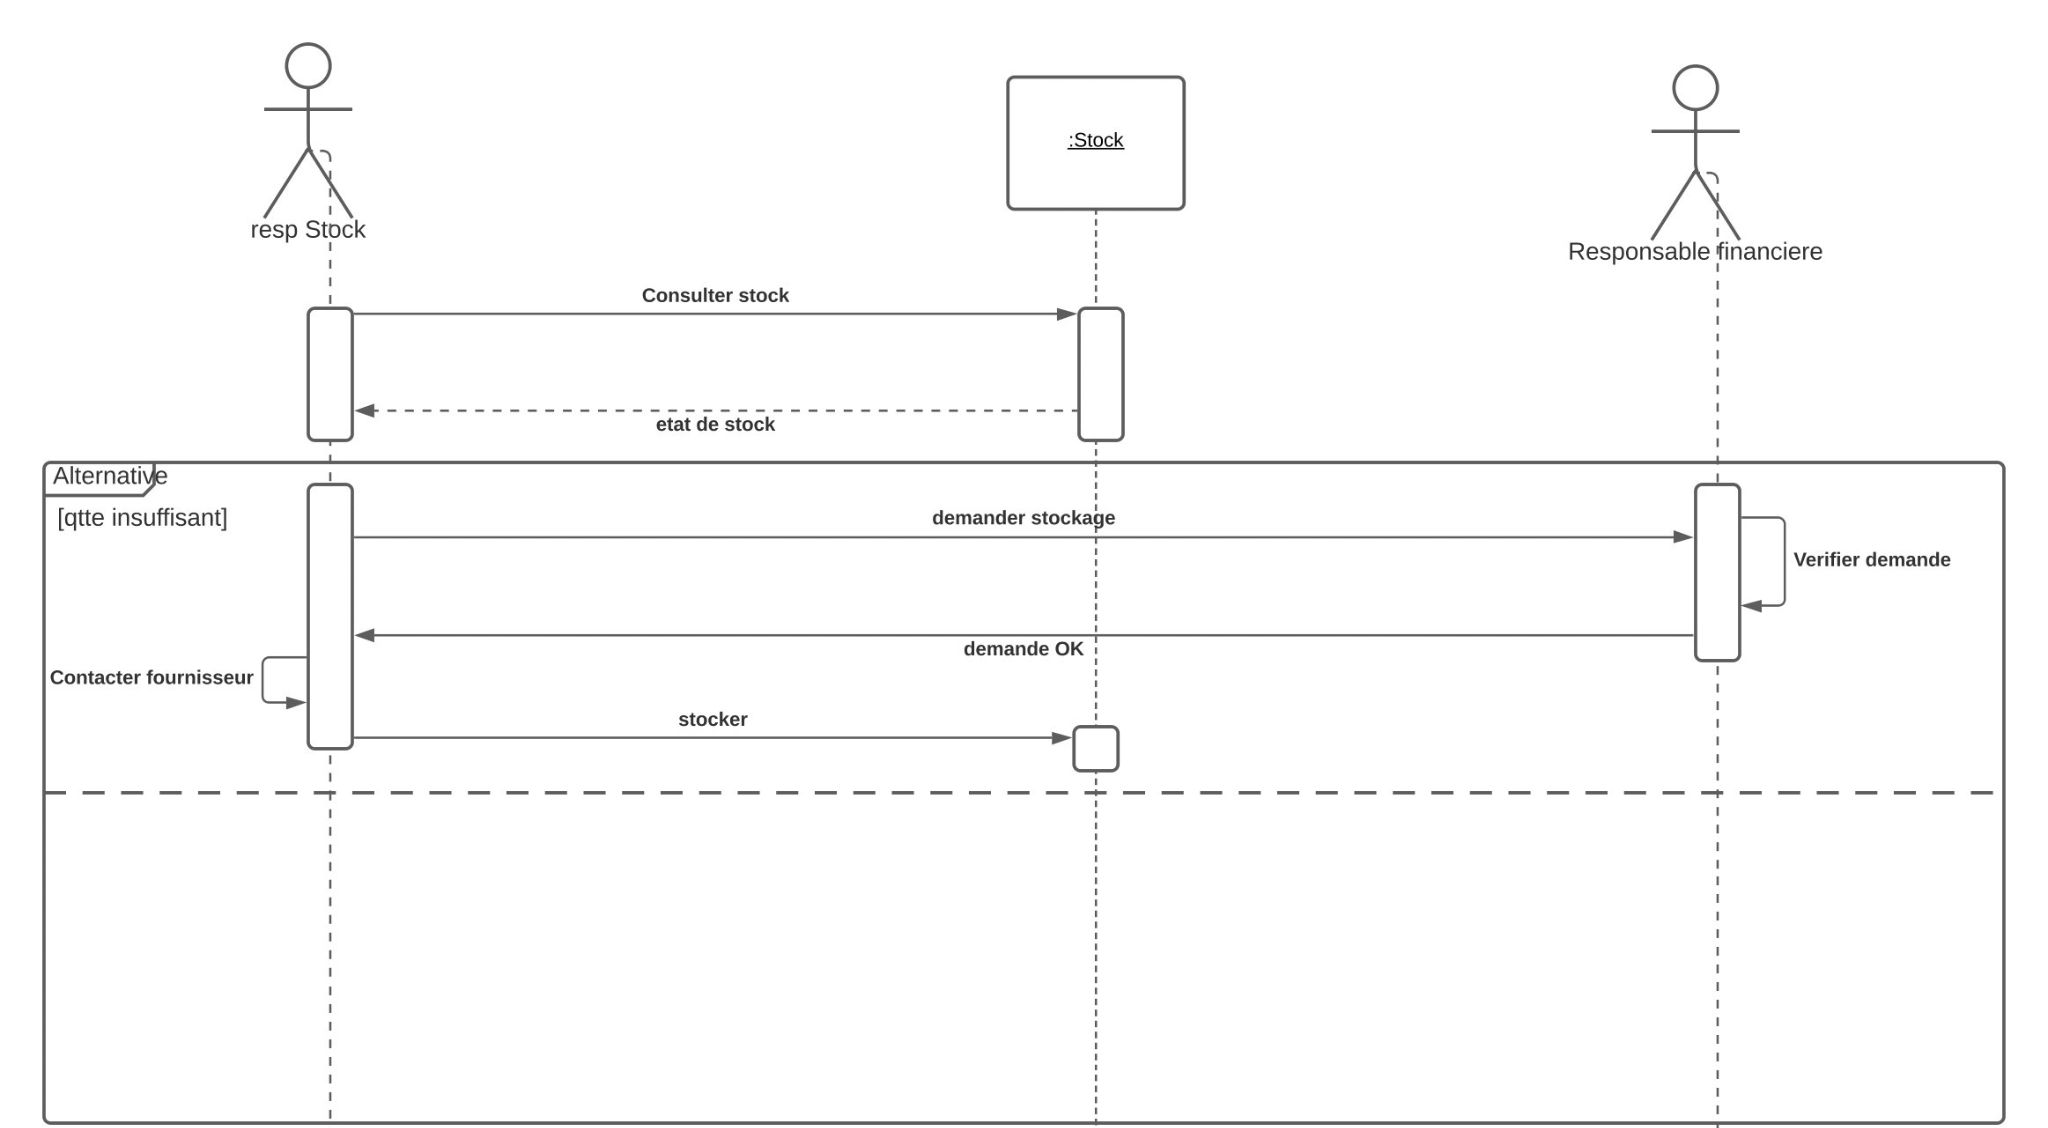 :Stock
resp Stock
Responsable financiere
Consulter stock
etat de stock
Alternative
[qtte insuffisant]
demander stockage
Verifier demande
demande OK
Contacter fournisseur
stocker